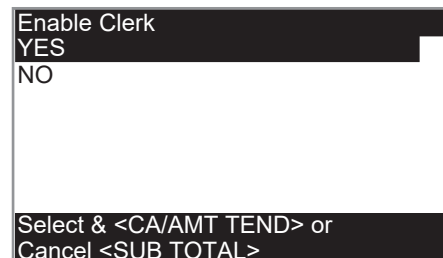 Enable Clerk
YES
NO
Select & <CA/AMT TEND> or
Cancel <SUB TOTAL>